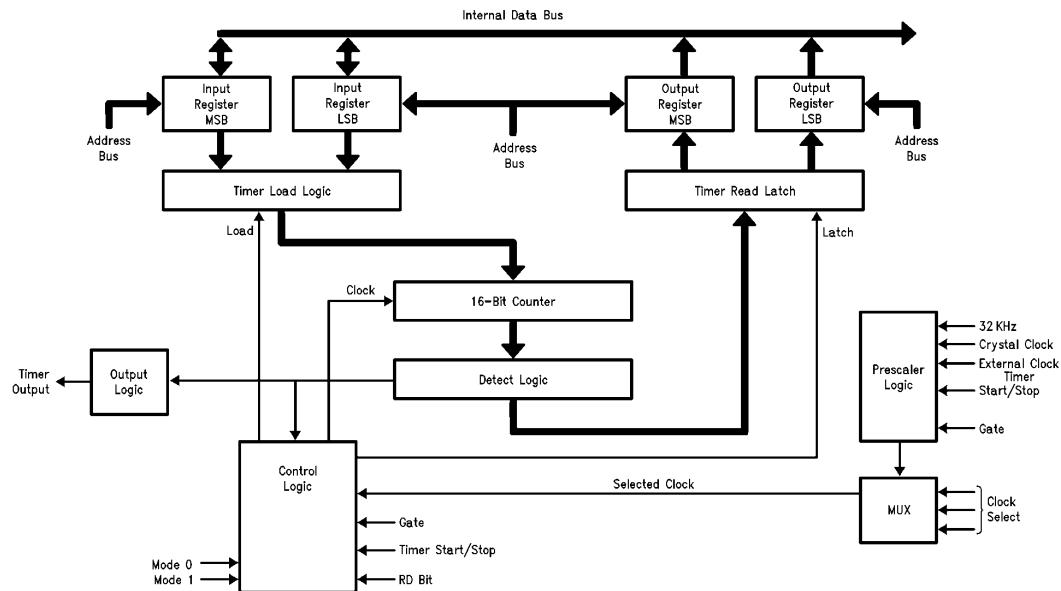 Internal Data Bus
Input
Register
MSB
Input
Register
LSB
Output
Register
MSB
Output
Register
LSB
Address
Bus
Address
Bus
Address
Bus
Timer Load Logic
Timer Read Latch
Load
Latch
Clock
16-Bit Counter
Timer
Output
Output
Logic
Detect Logic
Prescaler
Logic
32 KHz
Crystal Clock
External Clock
Timer
Start/Stop
Gate
Control
Logic
Selected Clock
MUX
Clock
Select
Gate
Timer Start/Stop
Mode 0
Mode 1
RD Bit